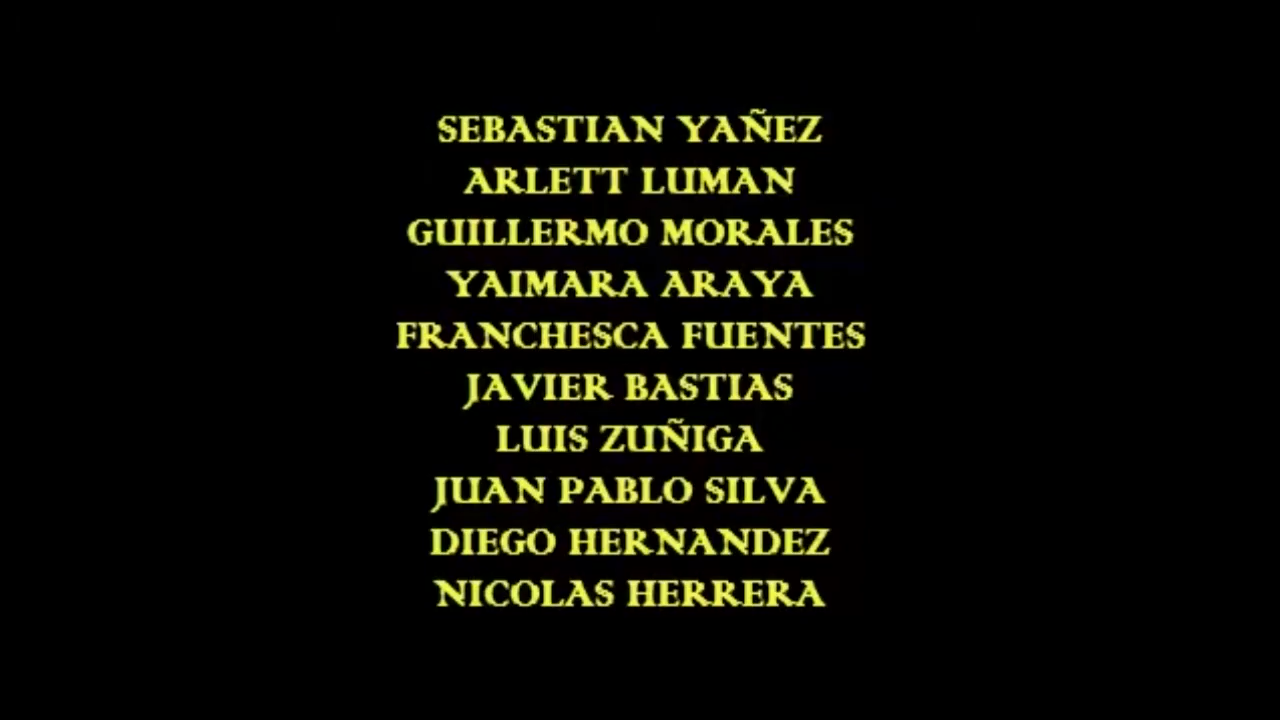 SEBASTIAN YAÑEZ
ARLETT LUMAN
GUILLERMO MORALES
YAIMARA ARAYA
FRANCHESCA FUENTES
JAVIER BASTIAS
LUIS ZUÑIGA
JUAN PABLO SILVA
DIEGO HERNANDEZ
NICOLAS HERRERA